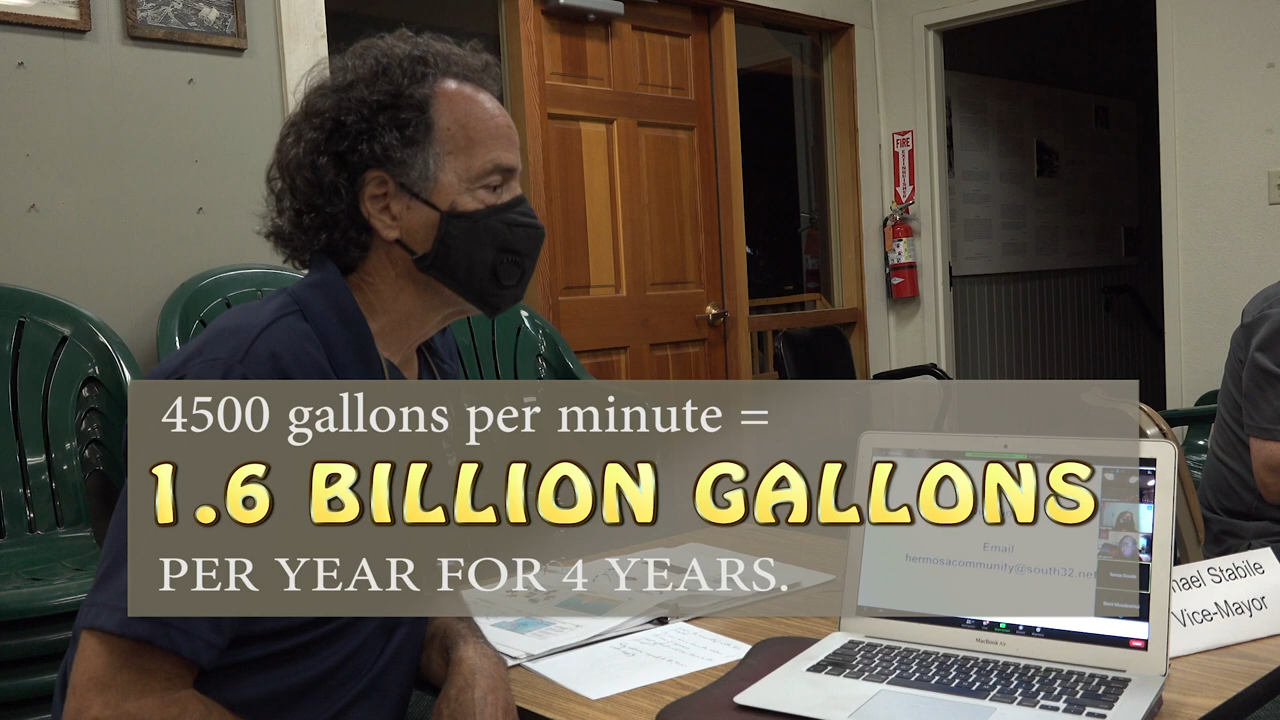 FIRE
EXTINGUISHER
4500 gallons per minute =
1.6 BILLION GALLONS
PER YEAR FOR 4 YEARS.
Email
hermosacommunity@south32.net
MacBook Air
hael Stabile
Vice-Mayor